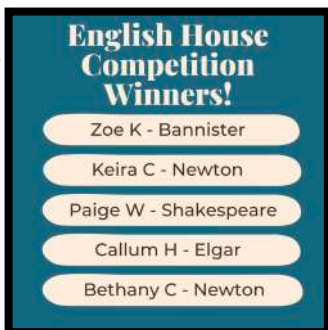 English House
Competition
Winners!
Zoe K - Bannister
Keira C - Newton
Paige W - Shakespeare
Callum H - Elgar
Bethany C - Newton